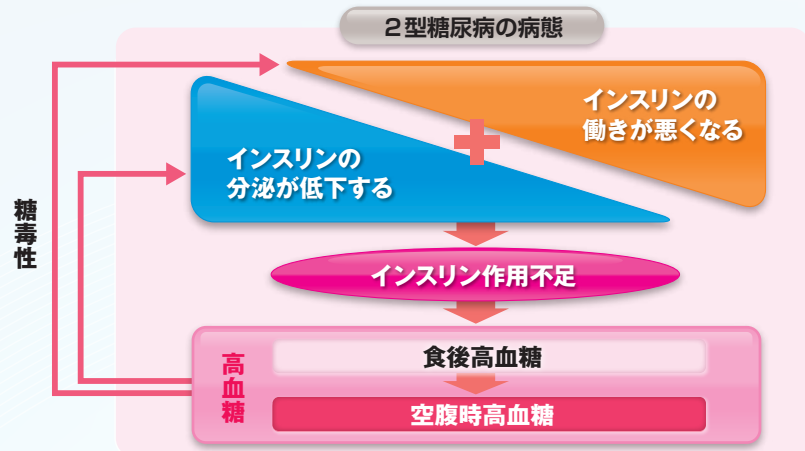 2型糖尿病の病態
インスリンの
働きが悪くなる
インスリンの
分泌が低下する
糖毒性
インスリン作用不足
高血糖
食後高血糖
空腹時高血糖